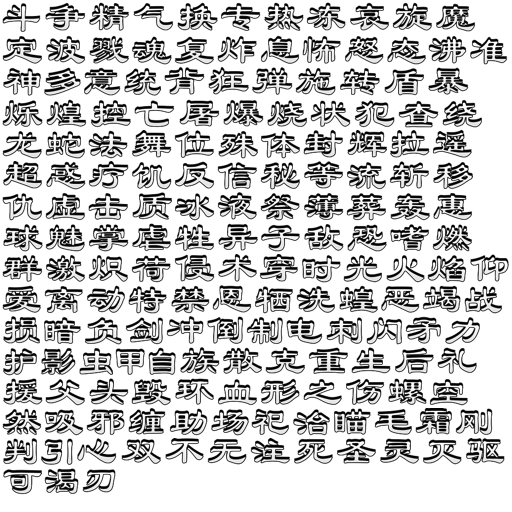 斗争精气换专热冻哀旋魔
定波戮魂复炸息怖怒态沸准
神多意统背狂弹施转盾暴
烁煌控亡屠爆烧状犯查绕
龙蛇法舞位殊体封辉拉遥
超惑疗饥反信秘等流斩移
仇虚击质冰液祭薄葬轰惠
球魅掌虐牲异子敌恐嗜燃
群激炽荷侵术穿时光火焰仰
爱离动特禁恩牺洗蝗恶竭战
损暗负剑冲倒制电刺闪矛力
护影虫甲自族散克重生后礼
援父头毁环血形之伤螺空
然吸邪缠助场祀治瞄毛霜刚
判引心双不无注死圣灵灭驱
可渴刃